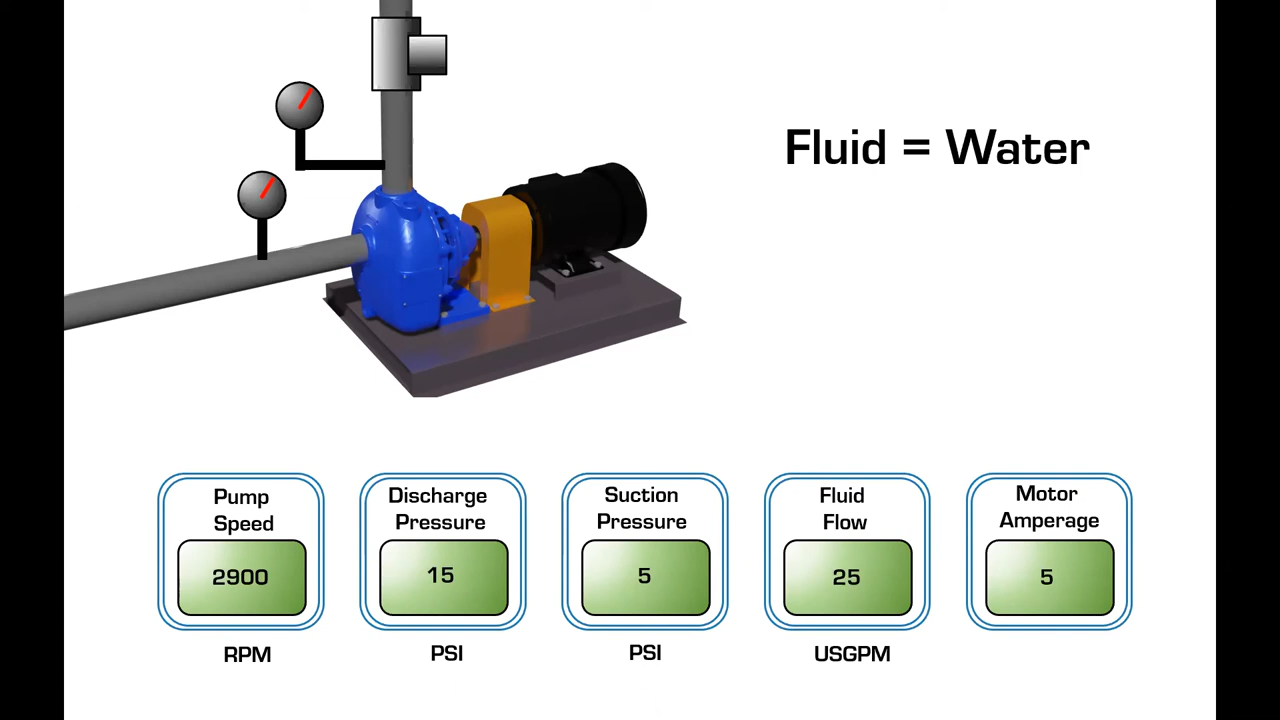 Fluid = Water
Pump
Speed
2900
RPM
Discharge
Pressure
15
PSI
Suction
Pressure
5
PSI
Fluid
Flow
25
USGPM
Motor
Amperage
5